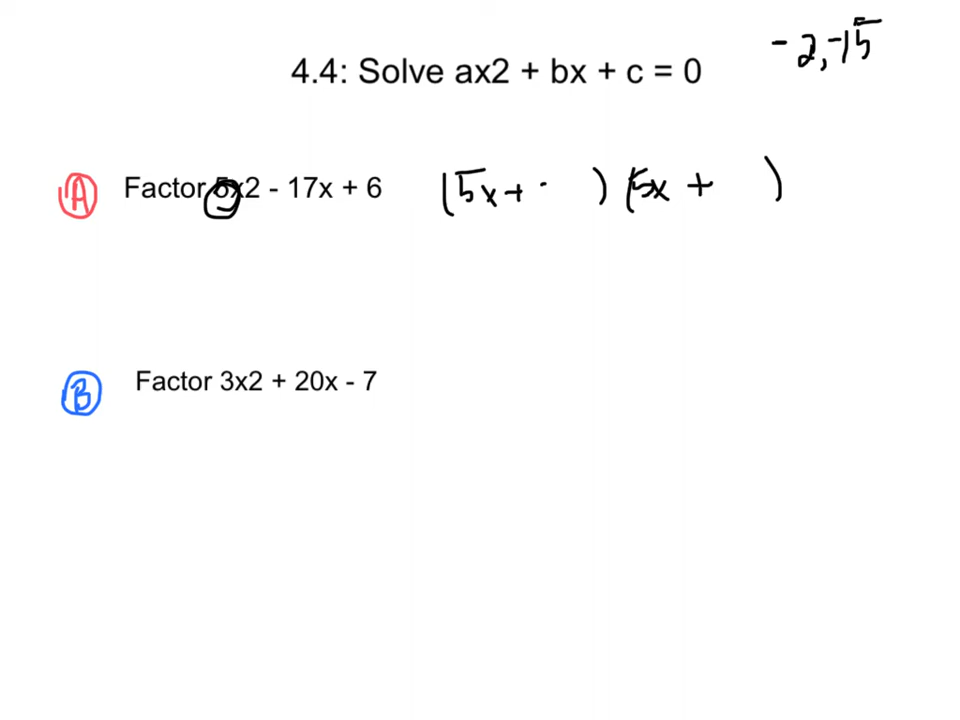 -2,-15
4.4: Solve ax2 + bx + c = 0
A Factor 5x2 - 17x + 6 (5x+ - ) (5x + )
B Factor 3x2 + 20x - 7